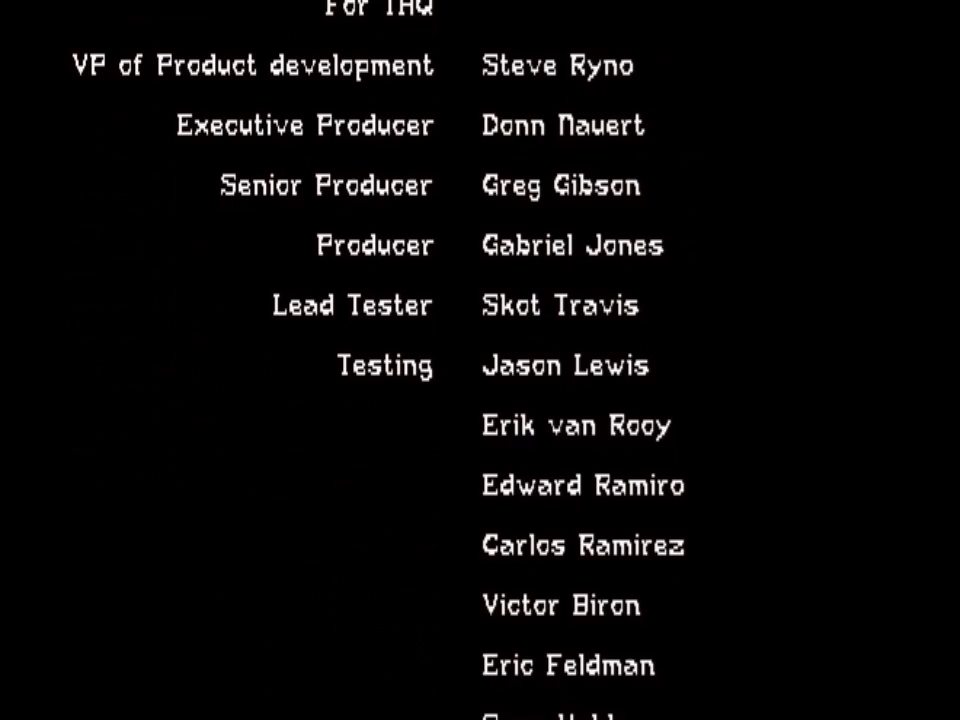 For THQ
VP of Product development Steve Ryno
Executive Producer Donn Nauert
Senior Producer Greg Gibson
Producer Gabriel Jones
Lead Tester Skot Travis
Testing Jason Lewis
Erik van Rooy
Edward Ramiro
Carlos Ramirez
Victor Biron
Eric Feldman